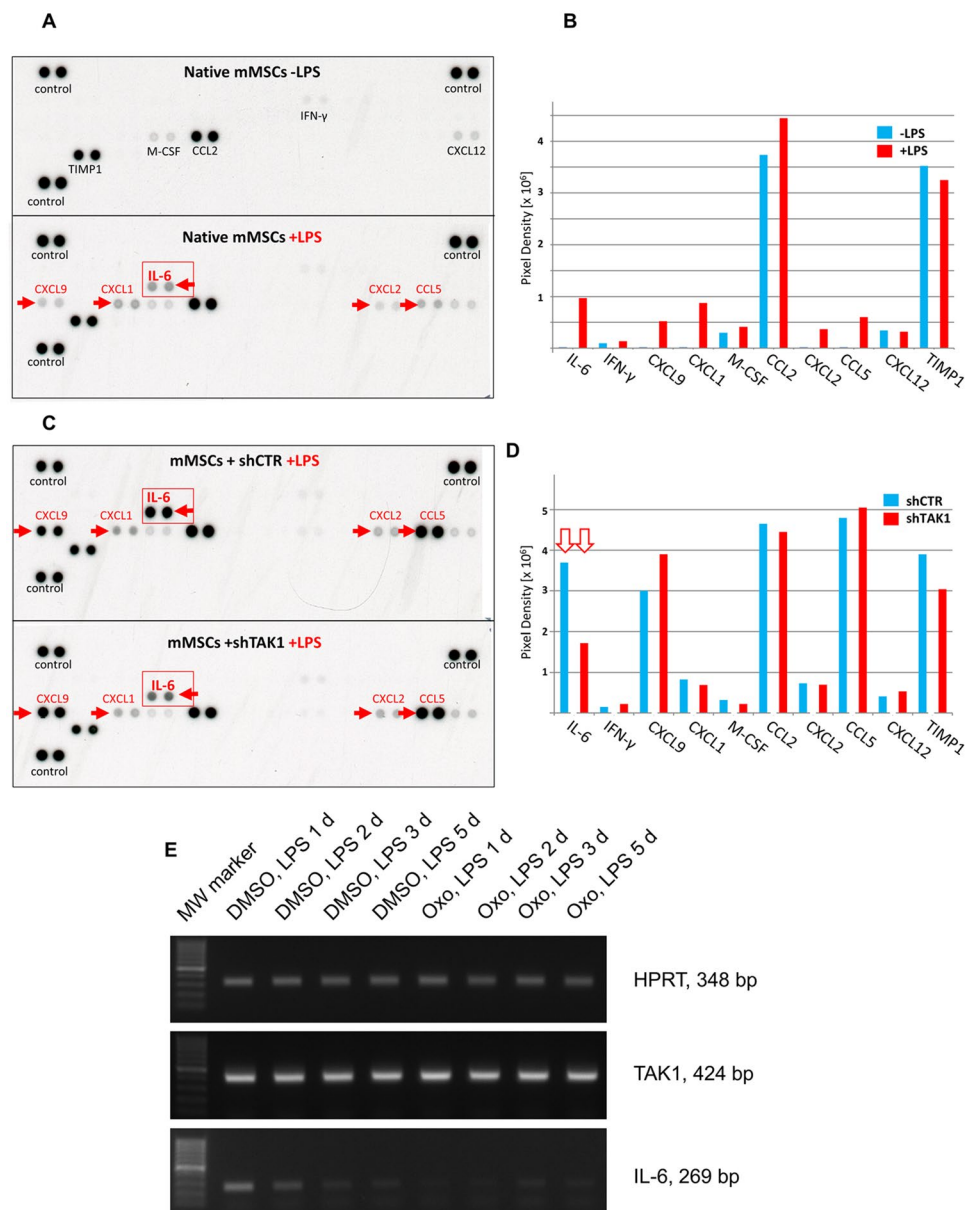 A
Native mMSCs -LPS
control
control
IFN-γ
M-CSF
CCL2
CXCL12
TIMP1
control
Native mMSCs +LPS
control
control
IL-6
CXCL9
CXCL1
CXCL2
CCL5
control
B
Pixel Density [x 10⁶]
4
3
2
1
-LPS
+LPS
IL-6
IFN-γ
CXCL9
CXCL1
M-CSF
CCL2
CXCL2
CCL5
CXCL12
TIMP1
C
mMSCs + shCTR +LPS
control
control
IL-6
CXCL9
CXCL1
CXCL2
CCL5
control
mMSCs +shTAK1 +LPS
control
control
IL-6
CXCL9
CXCL1
CXCL2
CCL5
control
D
Pixel Density [x 10⁶]
5
4
3
2
1
shCTR
shTAK1
IL-6
IFN-γ
CXCL9
CXCL1
M-CSF
CCL2
CXCL2
CCL5
CXCL12
TIMP1
E
MW marker
DMSO, LPS 1 d
DMSO, LPS 2 d
DMSO, LPS 3 d
DMSO, LPS 5 d
Oxo, LPS 1 d
Oxo, LPS 2 d
Oxo, LPS 3 d
Oxo, LPS 5 d
HPRT, 348 bp
TAK1, 424 bp
IL-6, 269 bp